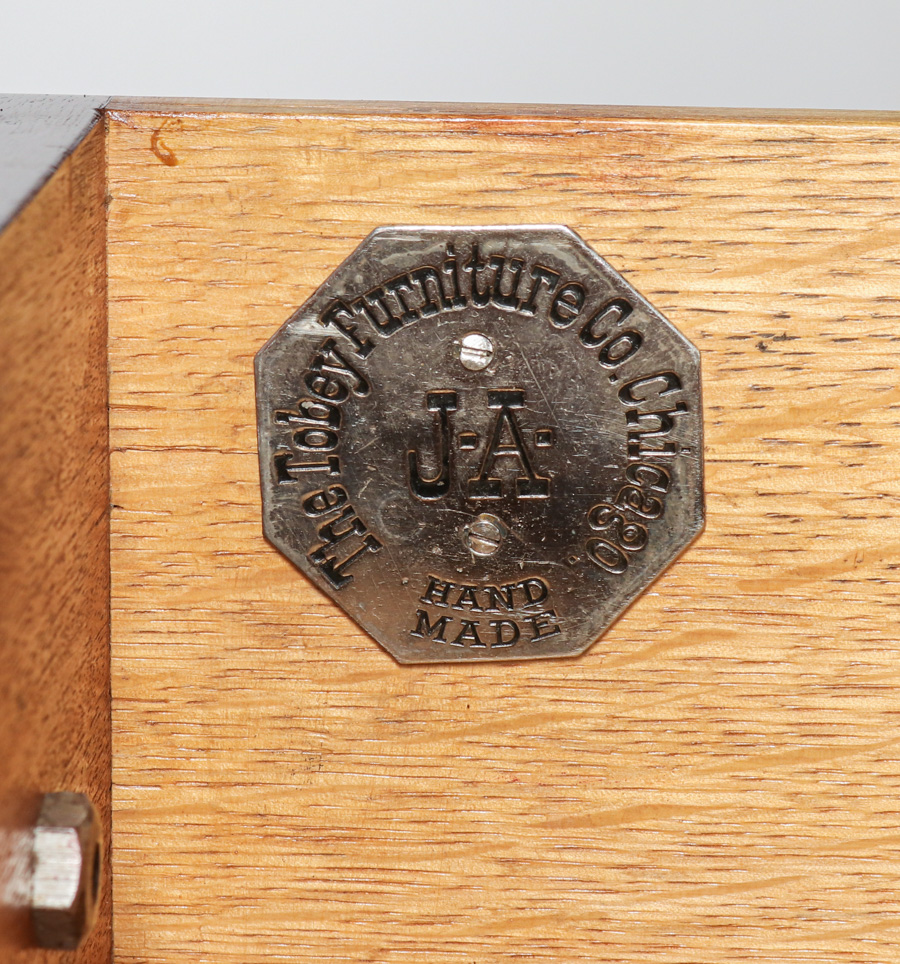 The Tobey Furniture Co. Chicago.
J·A·
HAND
MADE